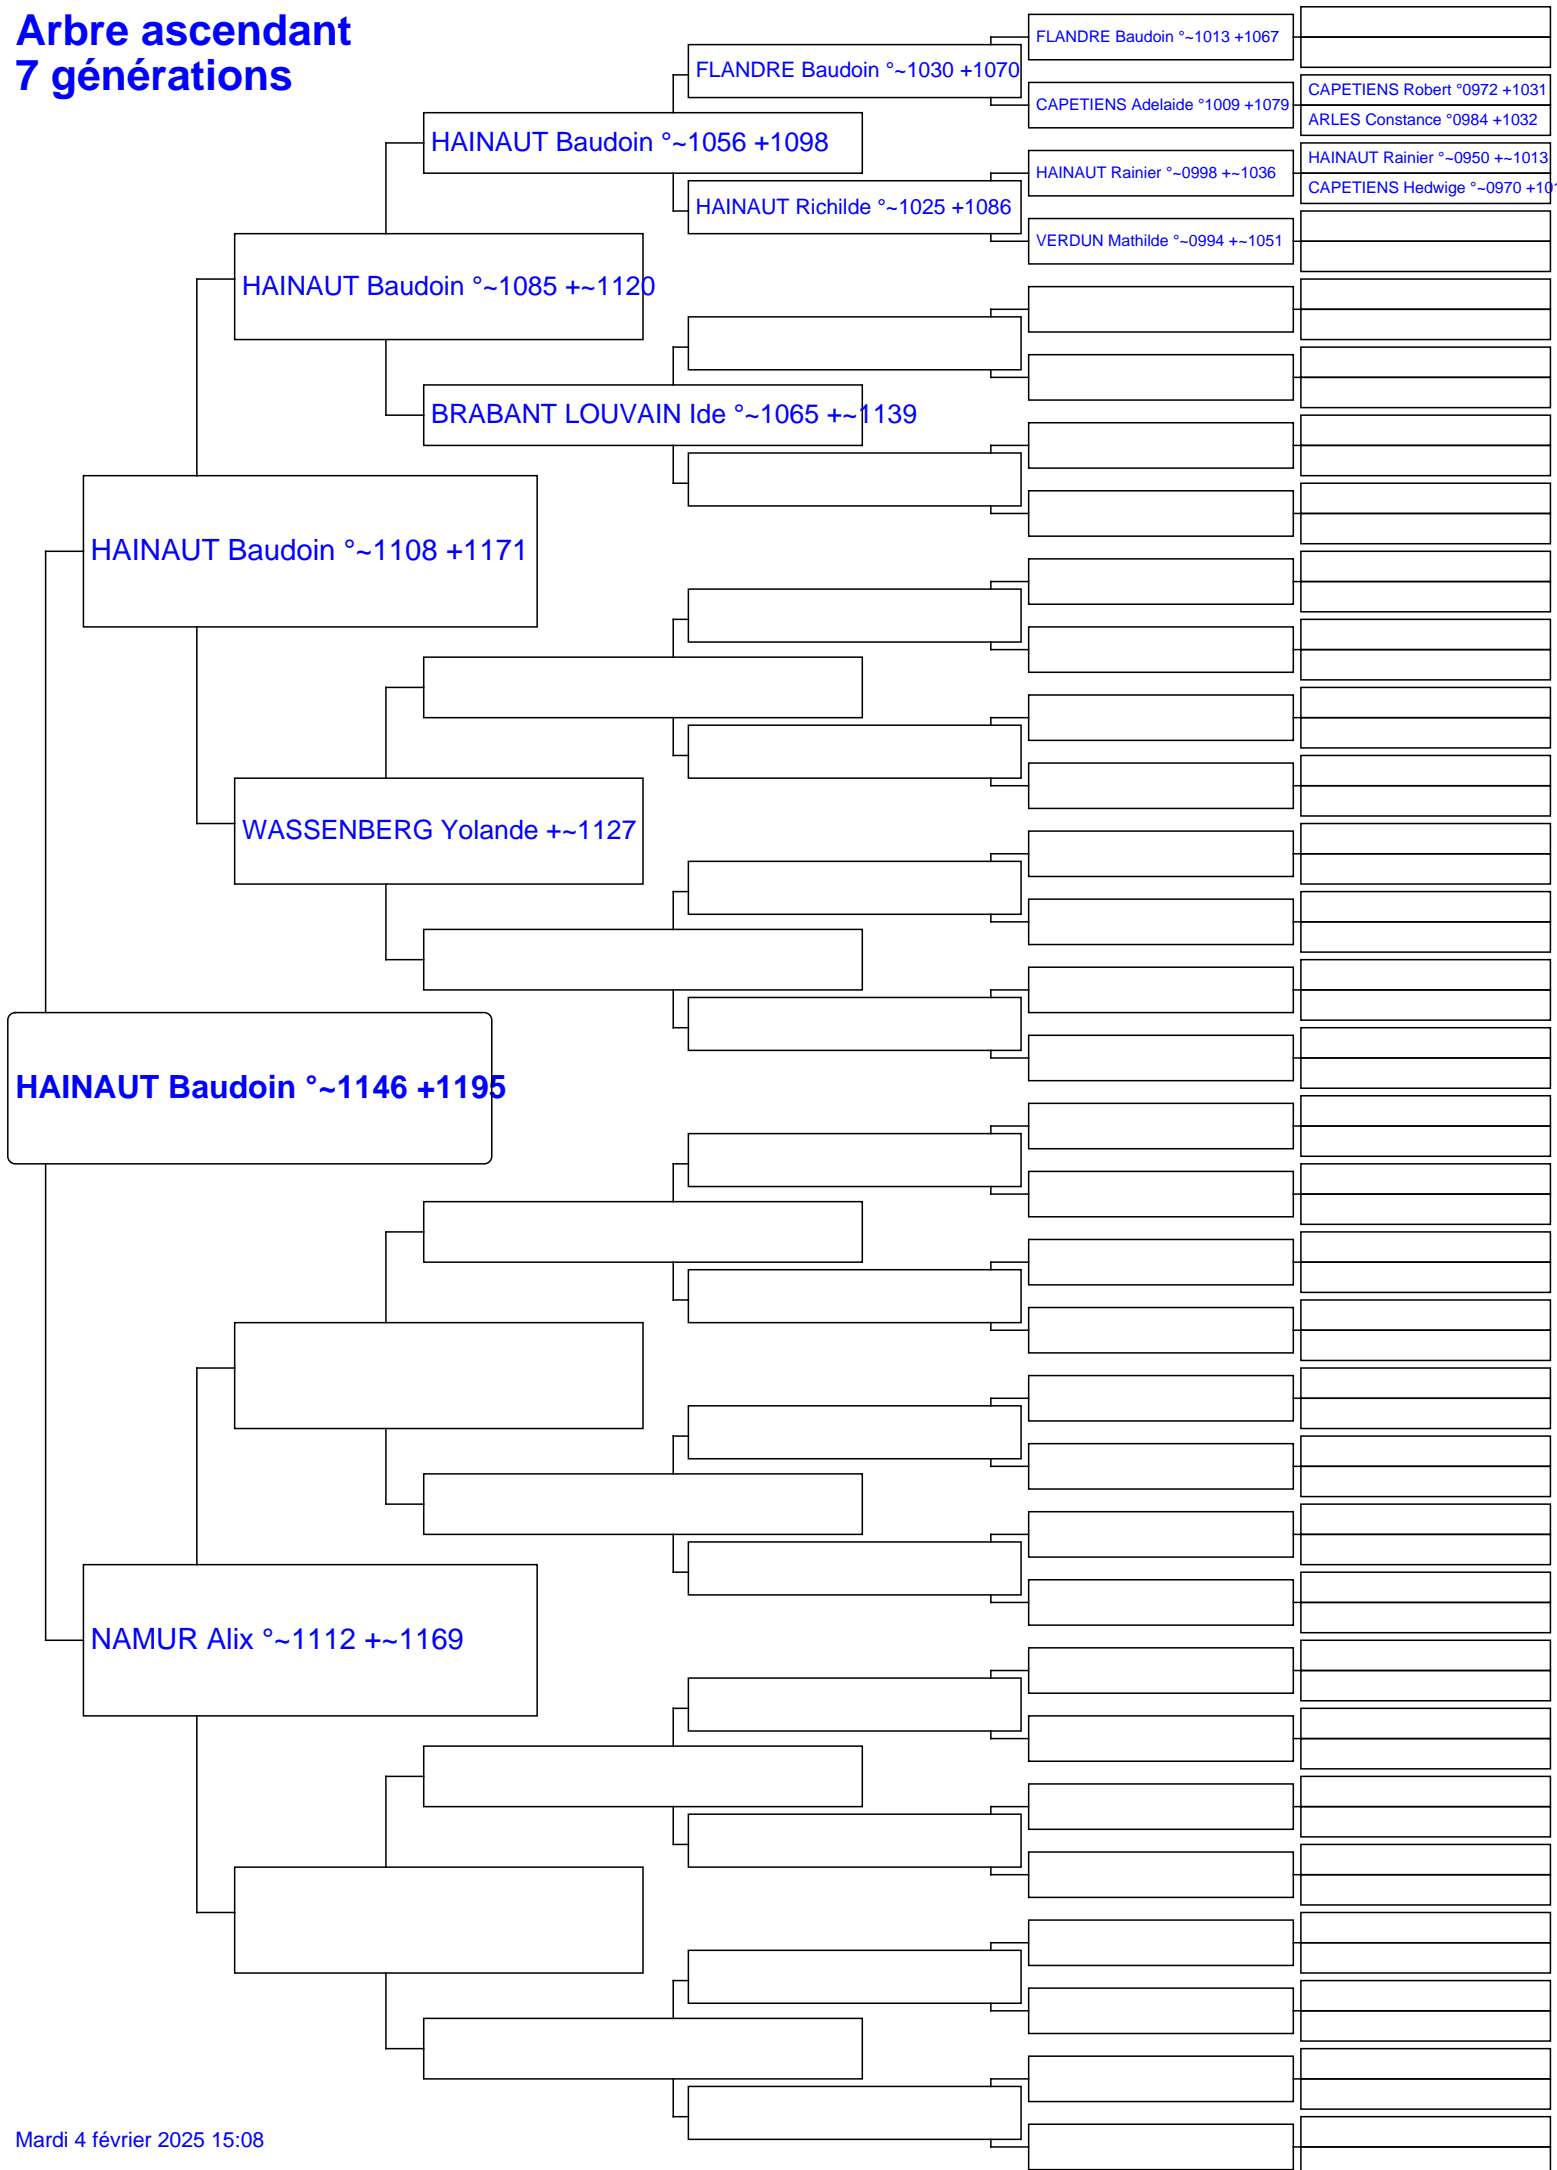 Arbre ascendant
7 générations
FLANDRE Baudoin °~1013 +1067
FLANDRE Baudoin °~1030 +1070
CAPETIENS Robert °0972 +1031
CAPETIENS Adelaide °1009 +1079
ARLES Constance °0984 +1032
HAINAUT Baudoin °~1056 +1098
HAINAUT Rainier °~0950 +~1013
HAINAUT Rainier °~0998 +~1036
CAPETIENS Hedwige °~0970
HAINAUT Richilde °~1025 +1086
VERDUN Mathilde °~0994 +~1051
HAINAUT Baudoin °~1085 +~1120
BRABANT LOUVAIN Ide °~1065 +~1139
HAINAUT Baudoin °~1108 +1171
WASSENBERG Yolande +~1127
HAINAUT Baudoin °~1146 +1195
NAMUR Alix °~1112 +~1169
Mardi 4 février 2025 15:08